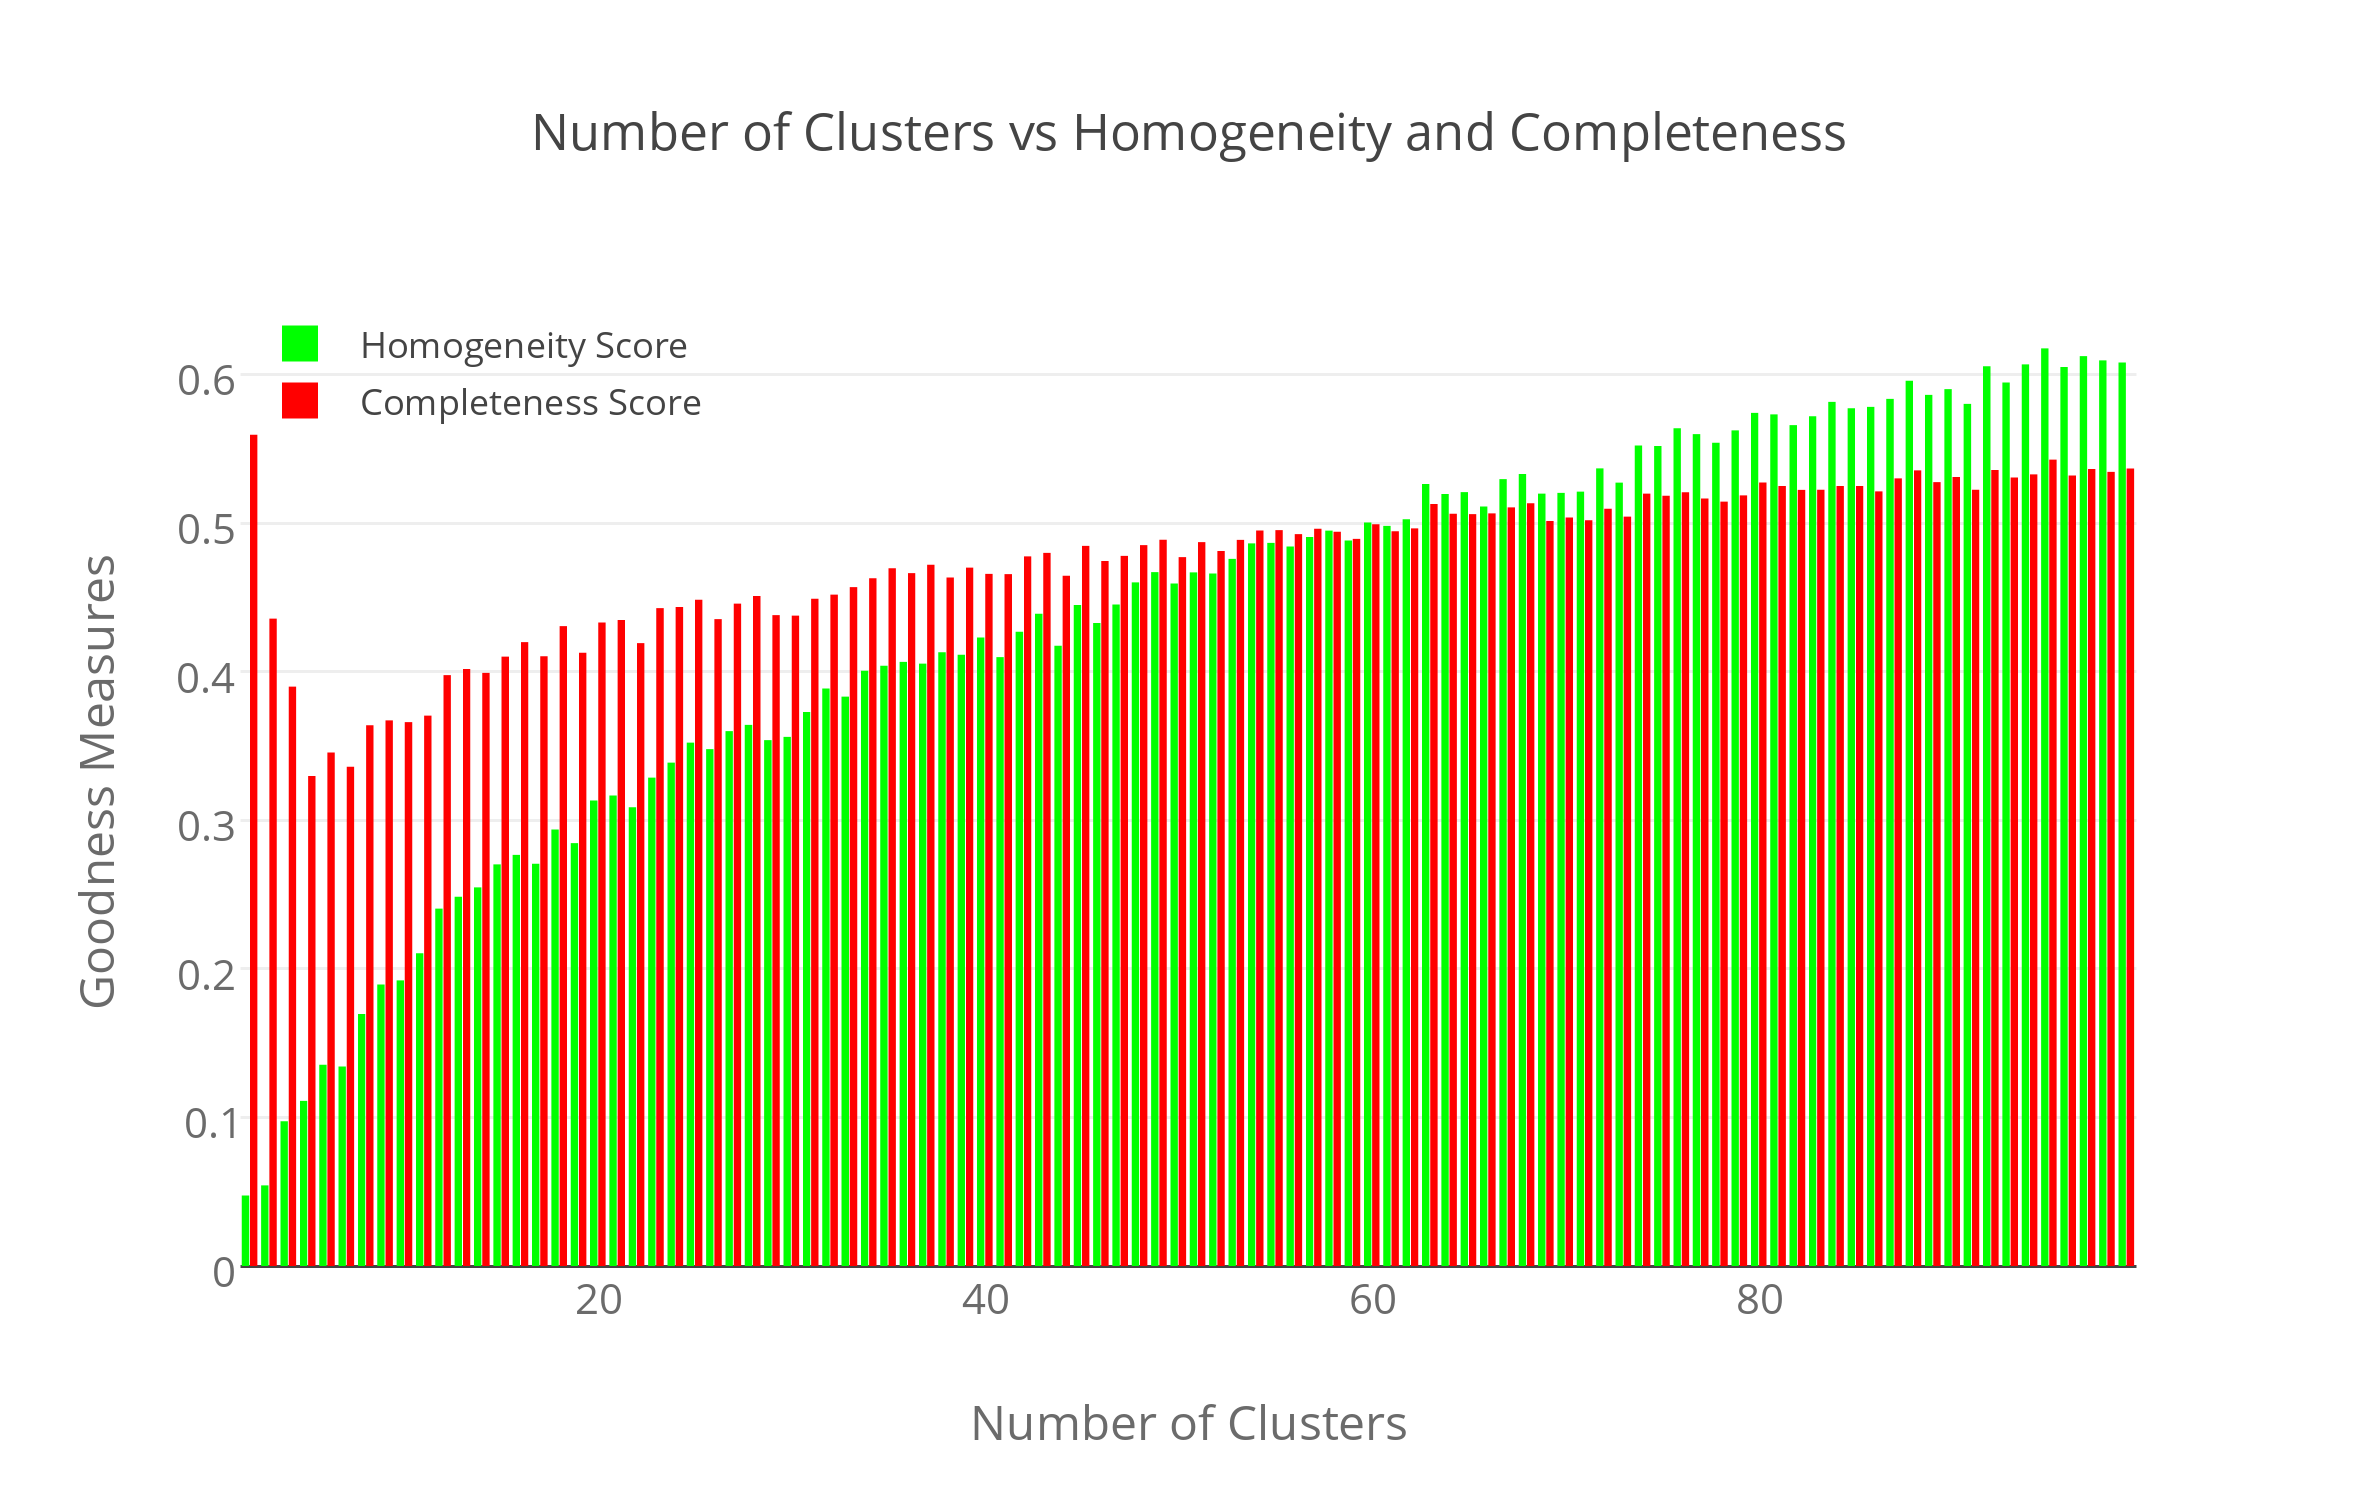 Number of Clusters vs Homogeneity and Completeness
Homogeneity Score
Completeness Score
0.6
0.5
0.4
0.3
0.2
0.1
0
Goodness Measures
20 40 60 80
Number of Clusters